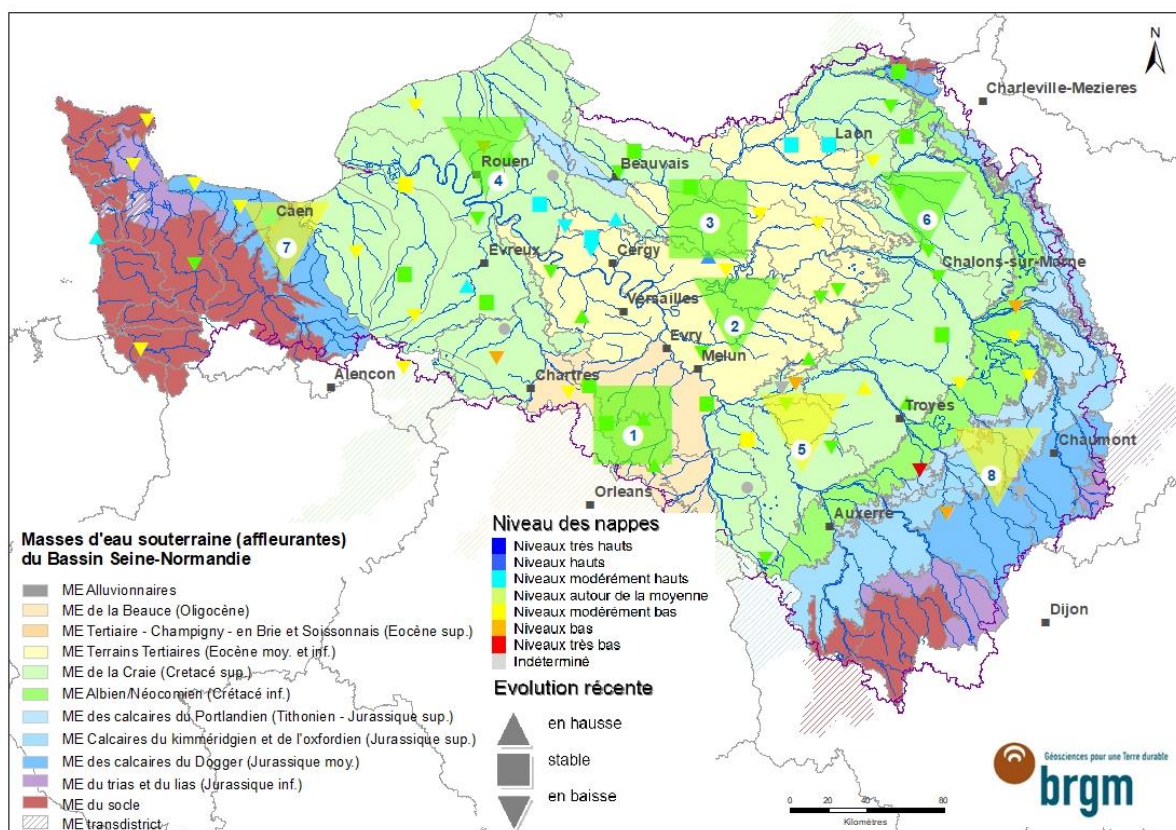 N
Charleville-Mezieres
Laon
Rouen
Beauvais
4
3
6
Caen
7
Evreux
Cergy
Chalons-sur-Marne
Versailles
2
Evry
Melun
Alencon
Chartres
1
Troyes
5
Chaumont
8
Orleans
Auxerre
Dijon
Masses d'eau souterraine (affleurantes)
du Bassin Seine-Normandie
ME Alluvionnaires
ME de la Beauce (Oligocène)
ME Tertiaire - Champigny - en Brie et Soissonnais (Eocène sup.)
ME Terrains Tertiaires (Eocène moy. et inf.)
ME de la Craie (Cretacé sup.)
ME Albien/Néocomien (Crétacé inf.)
ME des calcaires du Portlandien (Tithonien - Jurassique sup.)
ME Calcaires du kimméridgien et de l'oxfordien (Jurassique sup.)
ME des calcaires du Dogger (Jurassique moy.)
ME du trias et du lias (Jurassique inf.)
ME du socle
ME transdistrict
Niveau des nappes
Niveaux très hauts
Niveaux hauts
Niveaux modérément hauts
Niveaux autour de la moyenne
Niveaux modérément bas
Niveaux bas
Niveaux très bas
Indéterminé
Evolution récente
en hausse
stable
en baisse
0 20 40 60 80
Kilomètres
Géosciences pour une Terre durable
brgm